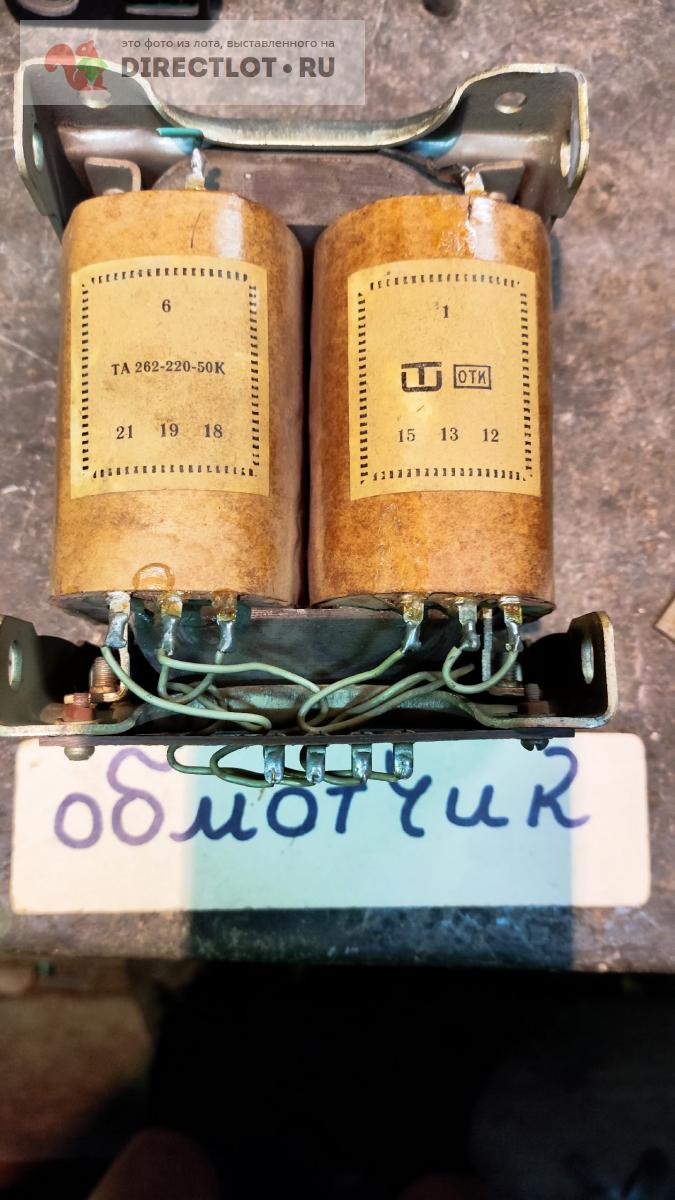 это фото из лота, выставленного на
DIRECTLOT•RU
6
ТА 262-220-50К
21 19 18
1
ОТК
15 13 12
обмотчик